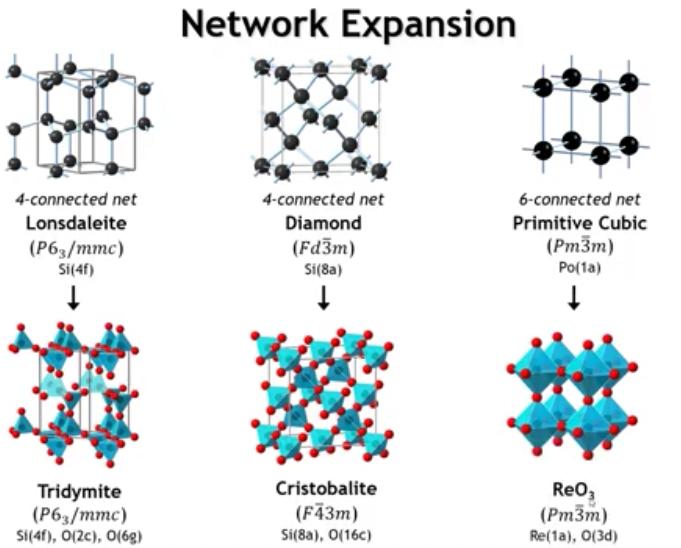 Network Expansion
4-connected net
Lonsdaleite
(P6₃/mmc)
Si(4f)
4-connected net
Diamond
(Fd3̅m)
Si(8a)
6-connected net
Primitive Cubic
(Pm3̅m)
Po(1a)
Tridymite
(P6₃/mmc)
Si(4f), O(2c), O(6g)
Cristobalite
(F4̅3m)
Si(8a), O(16c)
ReO₃
(Pm3̅m)
Re(1a), O(3d)